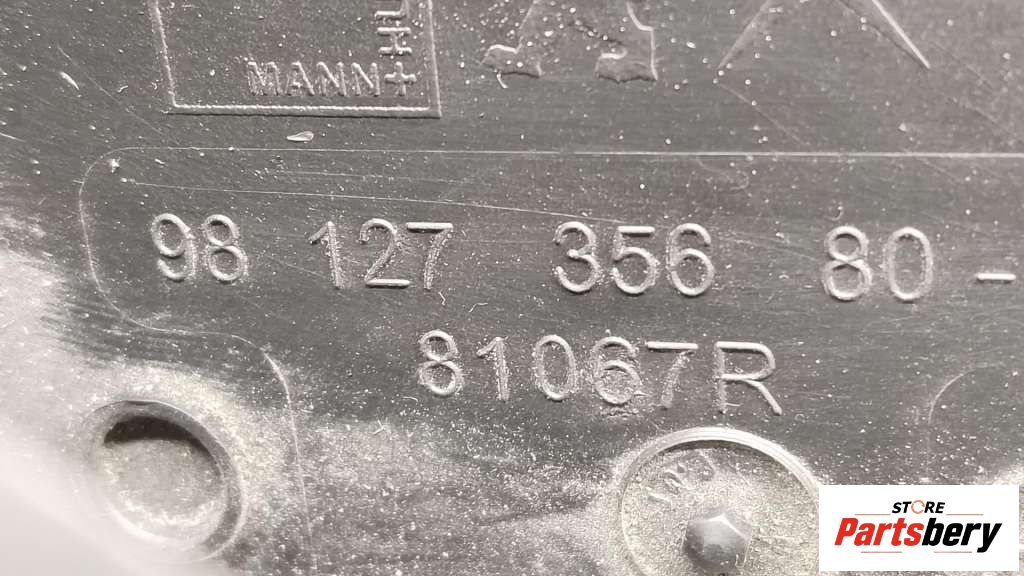 MANN+
98 127 356 80 -
81067R
STORE
Partsbery